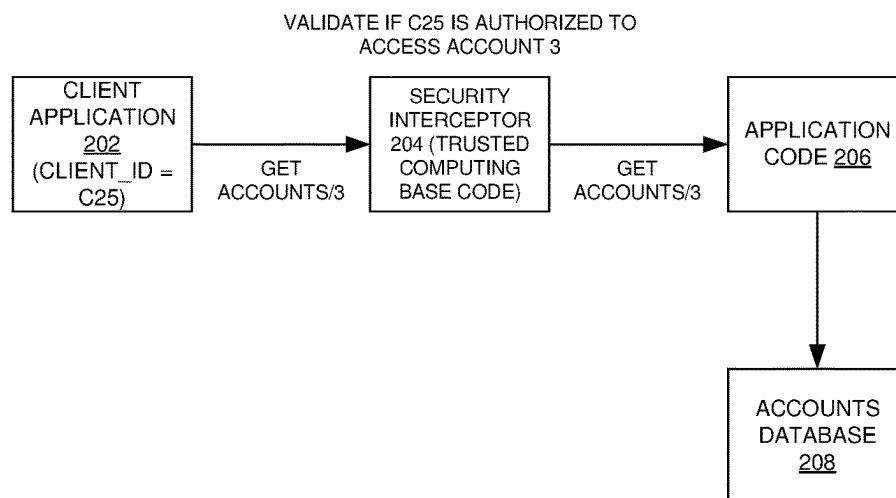 VALIDATE IF C25 IS AUTHORIZED TO
ACCESS ACCOUNT 3
CLIENT
APPLICATION
202
(CLIENT_ID =
C25)
GET
ACCOUNTS/3
SECURITY
INTERCEPTOR
204 (TRUSTED
COMPUTING
BASE CODE)
GET
ACCOUNTS/3
APPLICATION
CODE 206
ACCOUNTS
DATABASE
208